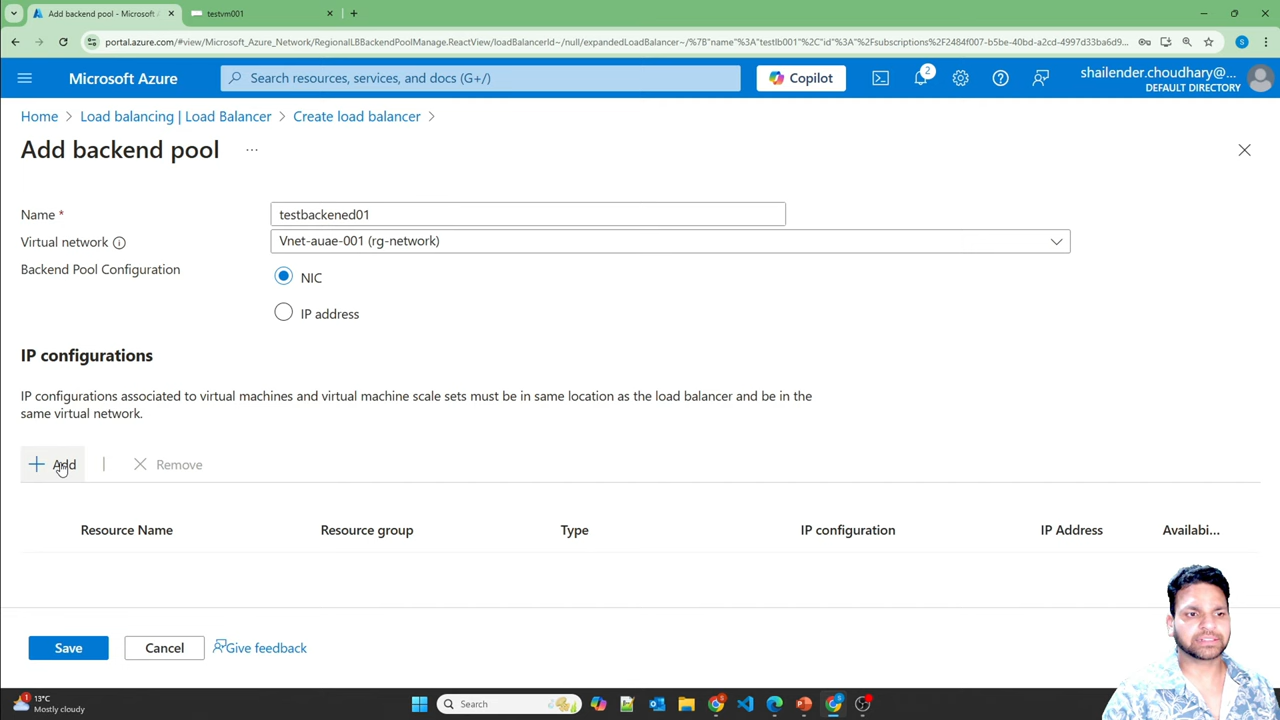 Add backend pool - Microsoft A
testvm001
portal.azure.com/#view/Microsoft_Azure_Network/RegionalLBBackendPoolManage.ReactView/loadBalancerId~/null/expandedLoadBalancer~/%7B"name"%3A"testlb001"%2C"id"%3A"%2Fsubscriptions%2F2484f007-b5be-40bd-a2cd-4997d33ba6d9...
Microsoft Azure
Search resources, services, and docs (G+/)
Copilot
2
shailender.choudhary@...
DEFAULT DIRECTORY
Home > Load balancing | Load Balancer > Create load balancer >
Add backend pool ...
Name *
testbackened01
Virtual network
Vnet-auae-001 (rg-network)
Backend Pool Configuration
NIC
IP address
IP configurations
IP configurations associated to virtual machines and virtual machine scale sets must be in same location as the load balancer and be in the
same virtual network.
+ Add | Remove
Resource Name Resource group Type IP configuration IP Address Availabi...
Save Cancel Give feedback
1
13°C
Mostly cloudy
Search